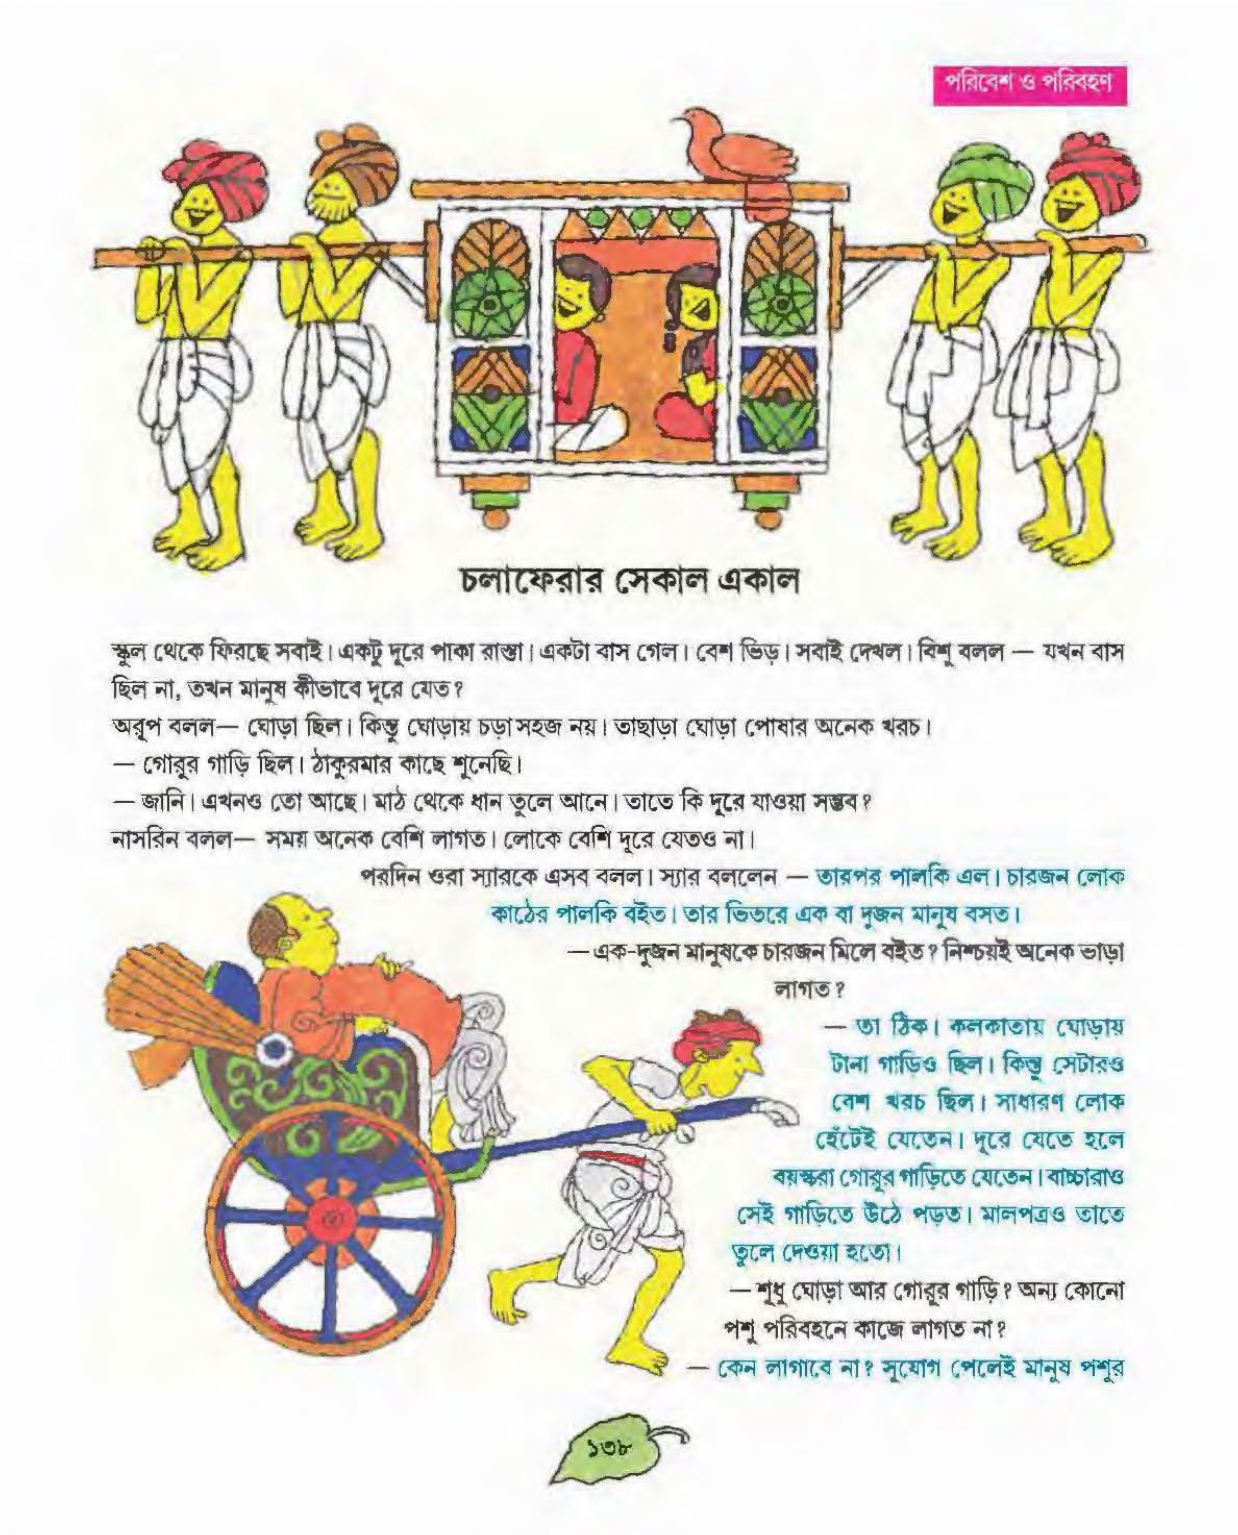 পরিবেশ ও পরিবহণ
চলাফেরার সেকাল একাল
স্কুল থেকে ফিরছে সবাই। একটু দূরে পাকা রাস্তা। একটা বাস গেল। বেশ ভিড়। সবাই দেখল। বিশু বলল — যখন বাস
ছিল না, তখন মানুষ কীভাবে দূরে যেত?
অরূপ বলল— ঘোড়া ছিল। কিন্তু ঘোড়ায় চড়া সহজ নয়। তাছাড়া ঘোড়া পোষার অনেক খরচ।
— গোরুর গাড়ি ছিল। ঠাকুরমার কাছে শুনেছি।
— জানি। এখনও তো আছে। মাঠ থেকে ধান তুলে আনে। তাতে কি দূরে যাওয়া সম্ভব?
নাসরিন বলল— সময় অনেক বেশি লাগত। লোকে বেশি দূরে যেতও না।
পরদিন ওরা স্যারকে এসব বলল। স্যার বললেন — তারপর পালকি এল। চারজন লোক
কাঠের পালকি বইত। তার ভিতরে এক বা দুজন মানুষ বসত।
—এক-দুজন মানুষকে চারজন মিলে বইত? নিশ্চয়ই অনেক ভাড়া
লাগত?
— তা ঠিক। কলকাতায় ঘোড়ায়
টানা গাড়িও ছিল। কিন্তু সেটারও
বেশ খরচ ছিল। সাধারণ লোক
হেঁটেই যেতেন। দূরে যেতে হলে
বয়স্করা গোরুর গাড়িতে যেতেন। বাচ্চারাও
সেই গাড়িতে উঠে পড়ত। মালপত্রও তাতে
তুলে দেওয়া হতো।
— শুধু ঘোড়া আর গোরুর গাড়ি? অন্য কোনো
পশু পরিবহনে কাজে লাগত না?
— কেন লাগাবে না? সুযোগ পেলেই মানুষ পশুর
১৩৮